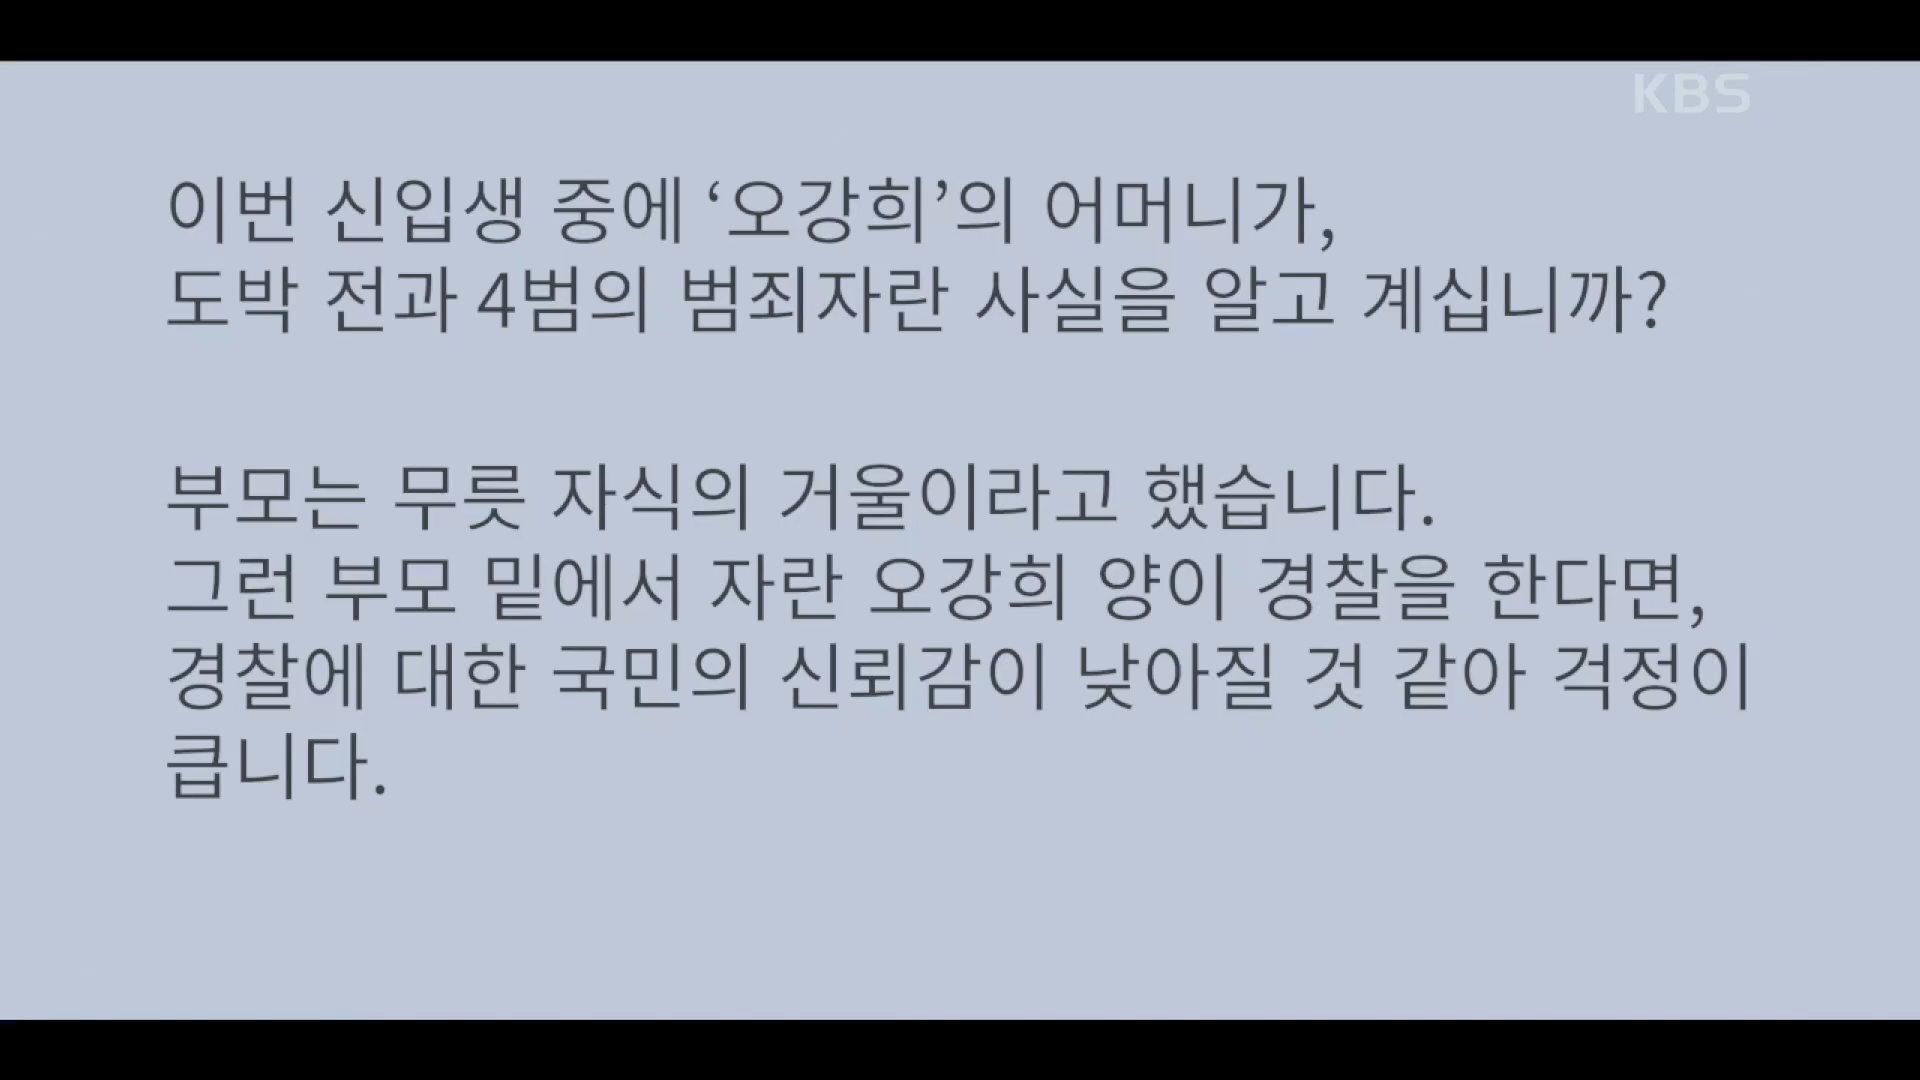 KBS
이번 신입생 중에 ‘오강희’의 어머니가,
도박 전과 4범의 범죄자란 사실을 알고 계십니까?
부모는 무릇 자식의 거울이라고 했습니다.
그런 부모 밑에서 자란 오강희 양이 경찰을 한다면,
경찰에 대한 국민의 신뢰감이 낮아질 것 같아 걱정이
큽니다.